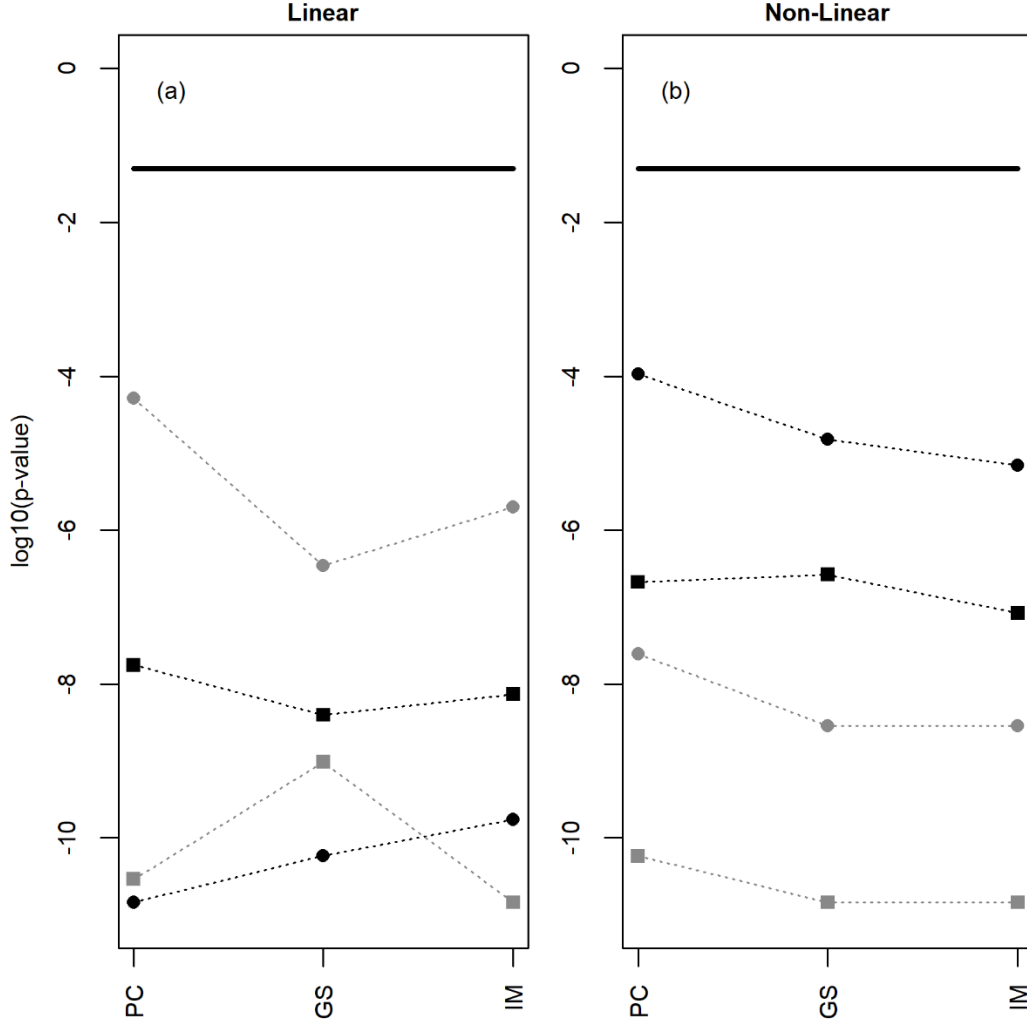 Linear
Non-Linear
(a)
(b)
log10(p-value)
0
-2
-4
-6
-8
-10
0
-2
-4
-6
-8
-10
PC
GS
IM
PC
GS
IM